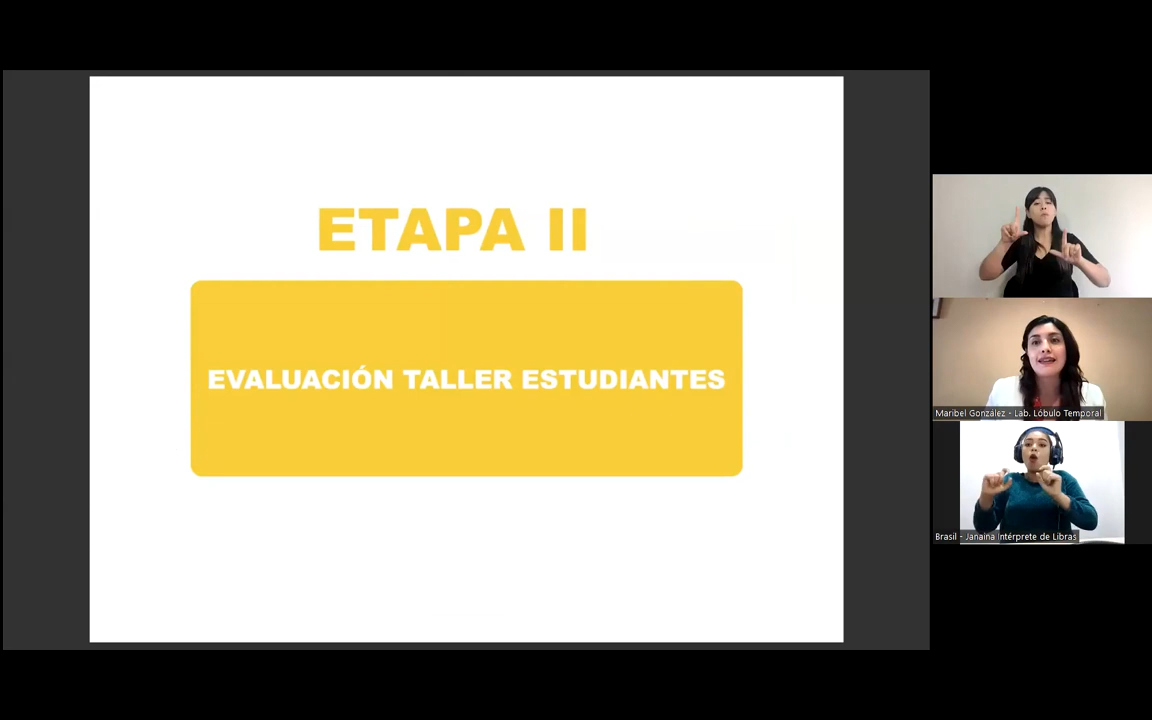 ETAPA II
EVALUACIÓN TALLER ESTUDIANTES
Maribel González - Lab. Lóbulo Temporal
Brasil - Janaina Intérprete de Libras